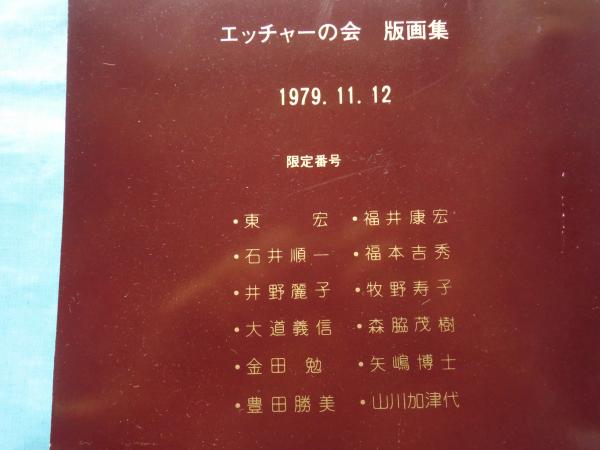 エッチャーの会　版画集
1979.11.12
限定番号
・東　　宏　・福井康宏
・石井順一　・福本吉秀
・井野麗子　・牧野寿子
・大道義信　・森脇茂樹
・金田　勉　・矢嶋博士
・豊田勝美　・山川加津代